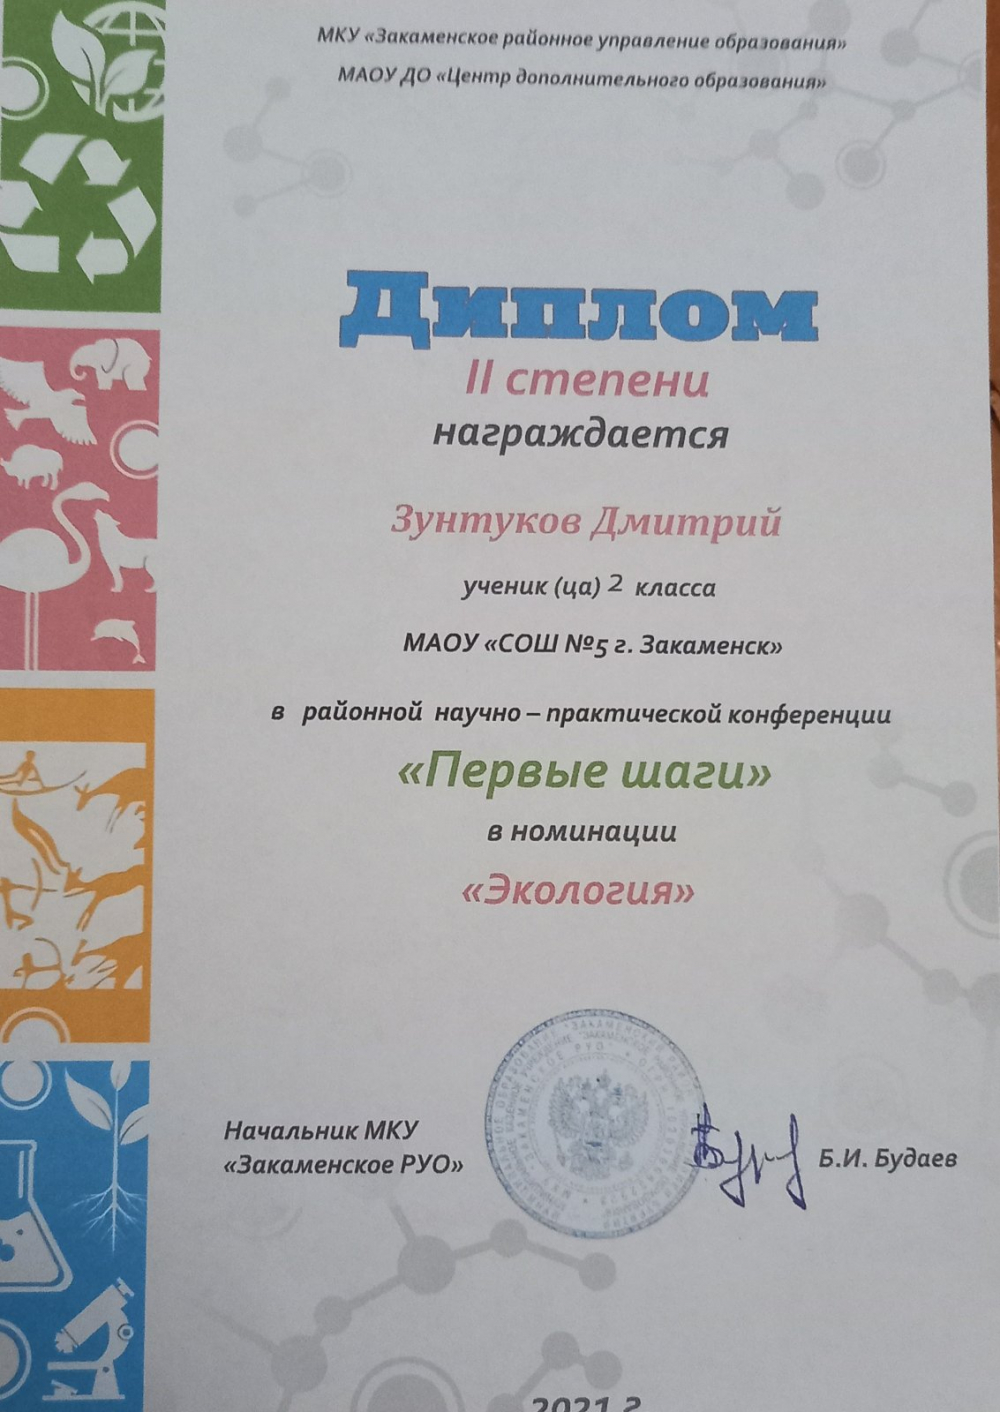 МКУ «Закаменское районное управление образования»
МАОУ ДО «Центр дополнительного образования»
Диплом
II степени
награждается
Зунтуков Дмитрий
ученик (ца) 2 класса
МАОУ «СОШ №5 г. Закаменск»
в районной научно – практической конференции
«Первые шаги»
в номинации
«Экология»
Начальник МКУ
«Закаменское РУО»
Б.И. Будаев
2021 г